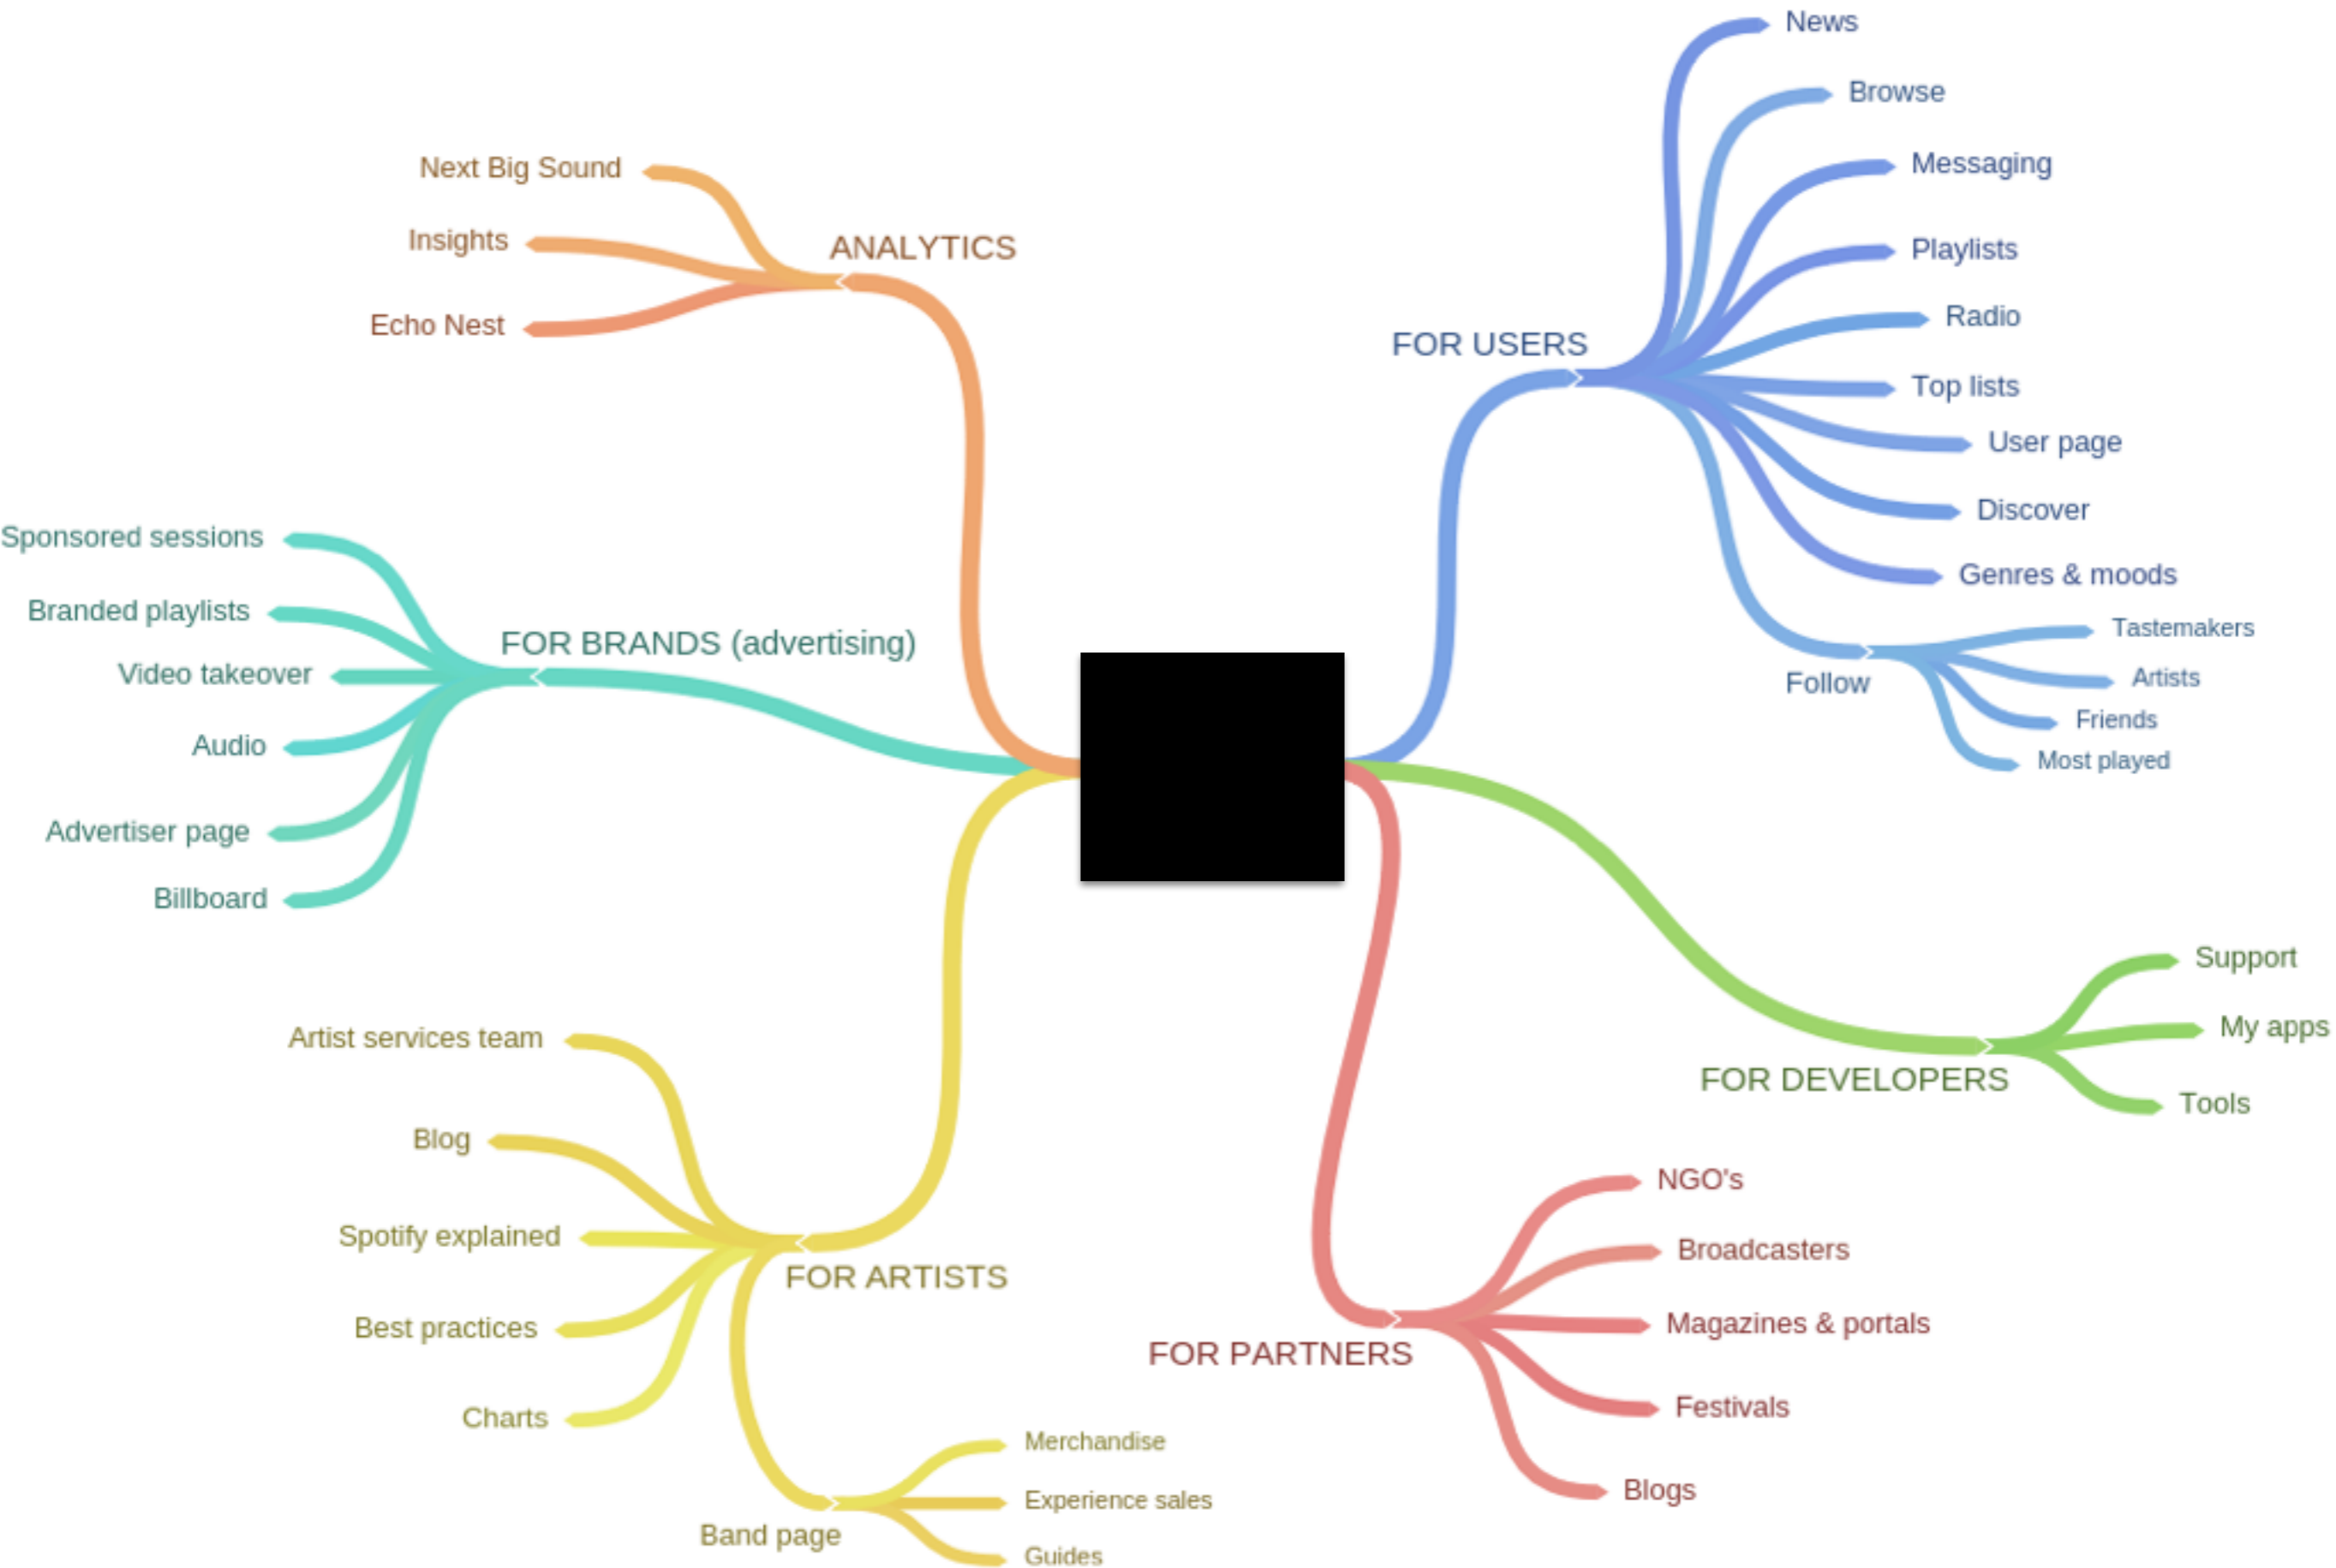 ANALYTICS
Next Big Sound
Insights
Echo Nest
FOR BRANDS (advertising)
Sponsored sessions
Branded playlists
Video takeover
Audio
Advertiser page
Billboard
FOR ARTISTS
Artist services team
Blog
Spotify explained
Best practices
Charts
Band page
Merchandise
Experience sales
Guides
FOR USERS
News
Browse
Messaging
Playlists
Radio
Top lists
User page
Discover
Genres & moods
Follow
Tastemakers
Artists
Friends
Most played
FOR DEVELOPERS
Support
My apps
Tools
FOR PARTNERS
NGO's
Broadcasters
Magazines & portals
Festivals
Blogs